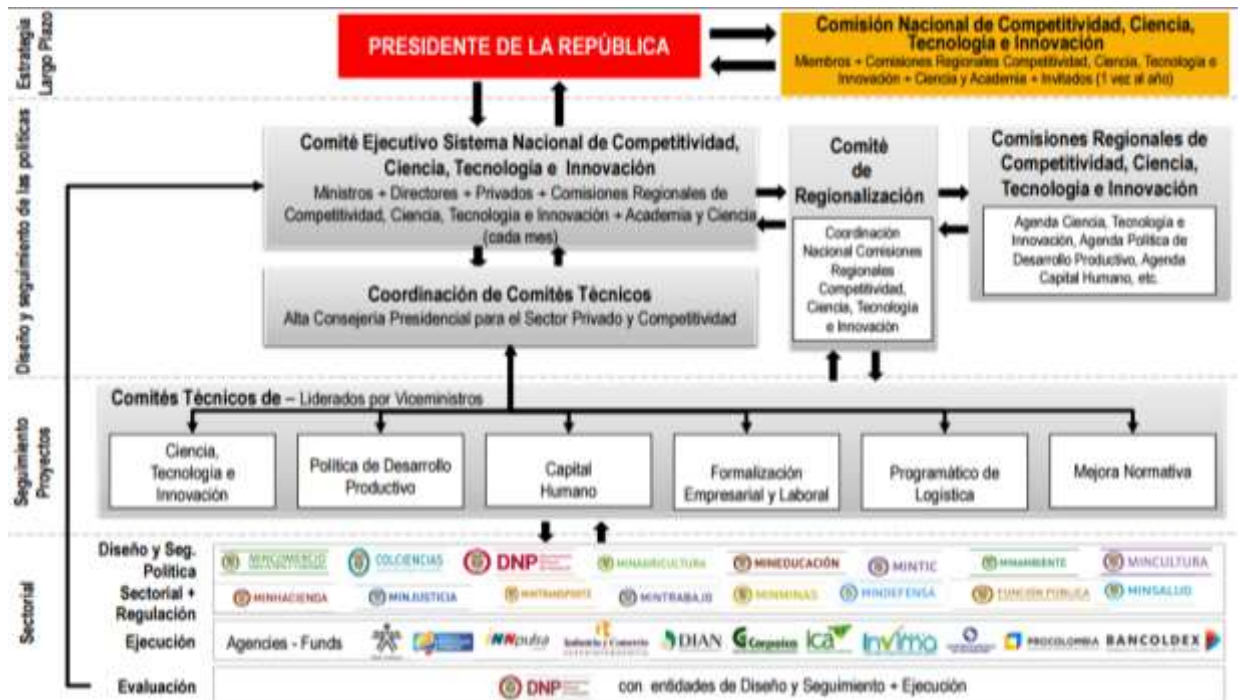 Estrategia
Largo Plazo
PRESIDENTE DE LA REPÚBLICA
Comisión Nacional de Competitividad, Ciencia,
Tecnologia e Innovación
Miembros + Comisiones Regionales Competitividad, Ciencia, Tecnología e
Innovación + Ciencia y Academia + Invitados (1 vez al año)
Diseño y seguimiento de las políticas
Comité Ejecutivo Sistema Nacional de Competitividad,
Ciencia, Tecnología e Innovación
Ministros + Directores + Privados + Comisiones Regionales de
Competitividad, Ciencia, Tecnología e Innovación + Academia y Ciencia
(cada mes)
Comité
de
Regionalización
Coordinación
Nacional Comisiones
Regionales
Competitividad,
Ciencia, Tecnología
e Innovación
Comisiones Regionales de
Competitividad, Ciencia,
Tecnología e Innovación
Agenda Ciencia, Tecnología e
Innovación, Agenda Política de
Desarrollo Productivo, Agenda
Capital Humano, etc.
Coordinación de Comités Técnicos
Alta Consejería Presidencial para el Sector Privado y Competitividad
Seguimiento
Proyectos
Comités Técnicos de – Liderados por Viceministros
Ciencia,
Tecnología e
Innovación
Política de Desarrollo
Productivo
Capital
Humano
Formalización
Empresarial y Laboral
Programático de
Logística
Mejora Normativa
Sectorial
Diseño y Seg.
Política
Sectorial +
Regulación
MINCOMERCIO COLCIENCIAS DNP MINAGRICULTURA MINEDUCACIÓN MINTIC MINAMBIENTE MINCULTURA
MINHACIENDA MINJUSTICIA MINTRANSPORTE MINTRABAJO MINMINAS MINDEFENSA FUNCIÓN PÚBLICA MINSALUD
Ejecución
Agencies - Funds
iNNpulsa Industria y Comercio DIAN Corpoica ica Invima PROCOLOMBIA BANCOLDEX
Evaluación
DNP con entidades de Diseño y Seguimiento + Ejecución